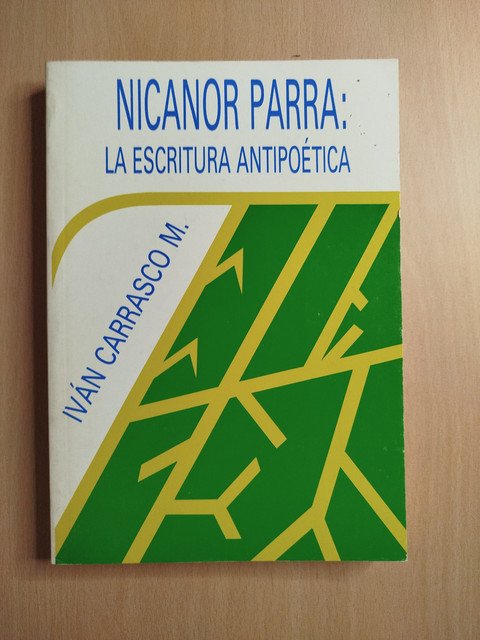 NICANOR PARRA:
LA ESCRITURA ANTIPOÉTICA
IVÁN CARRASCO M.